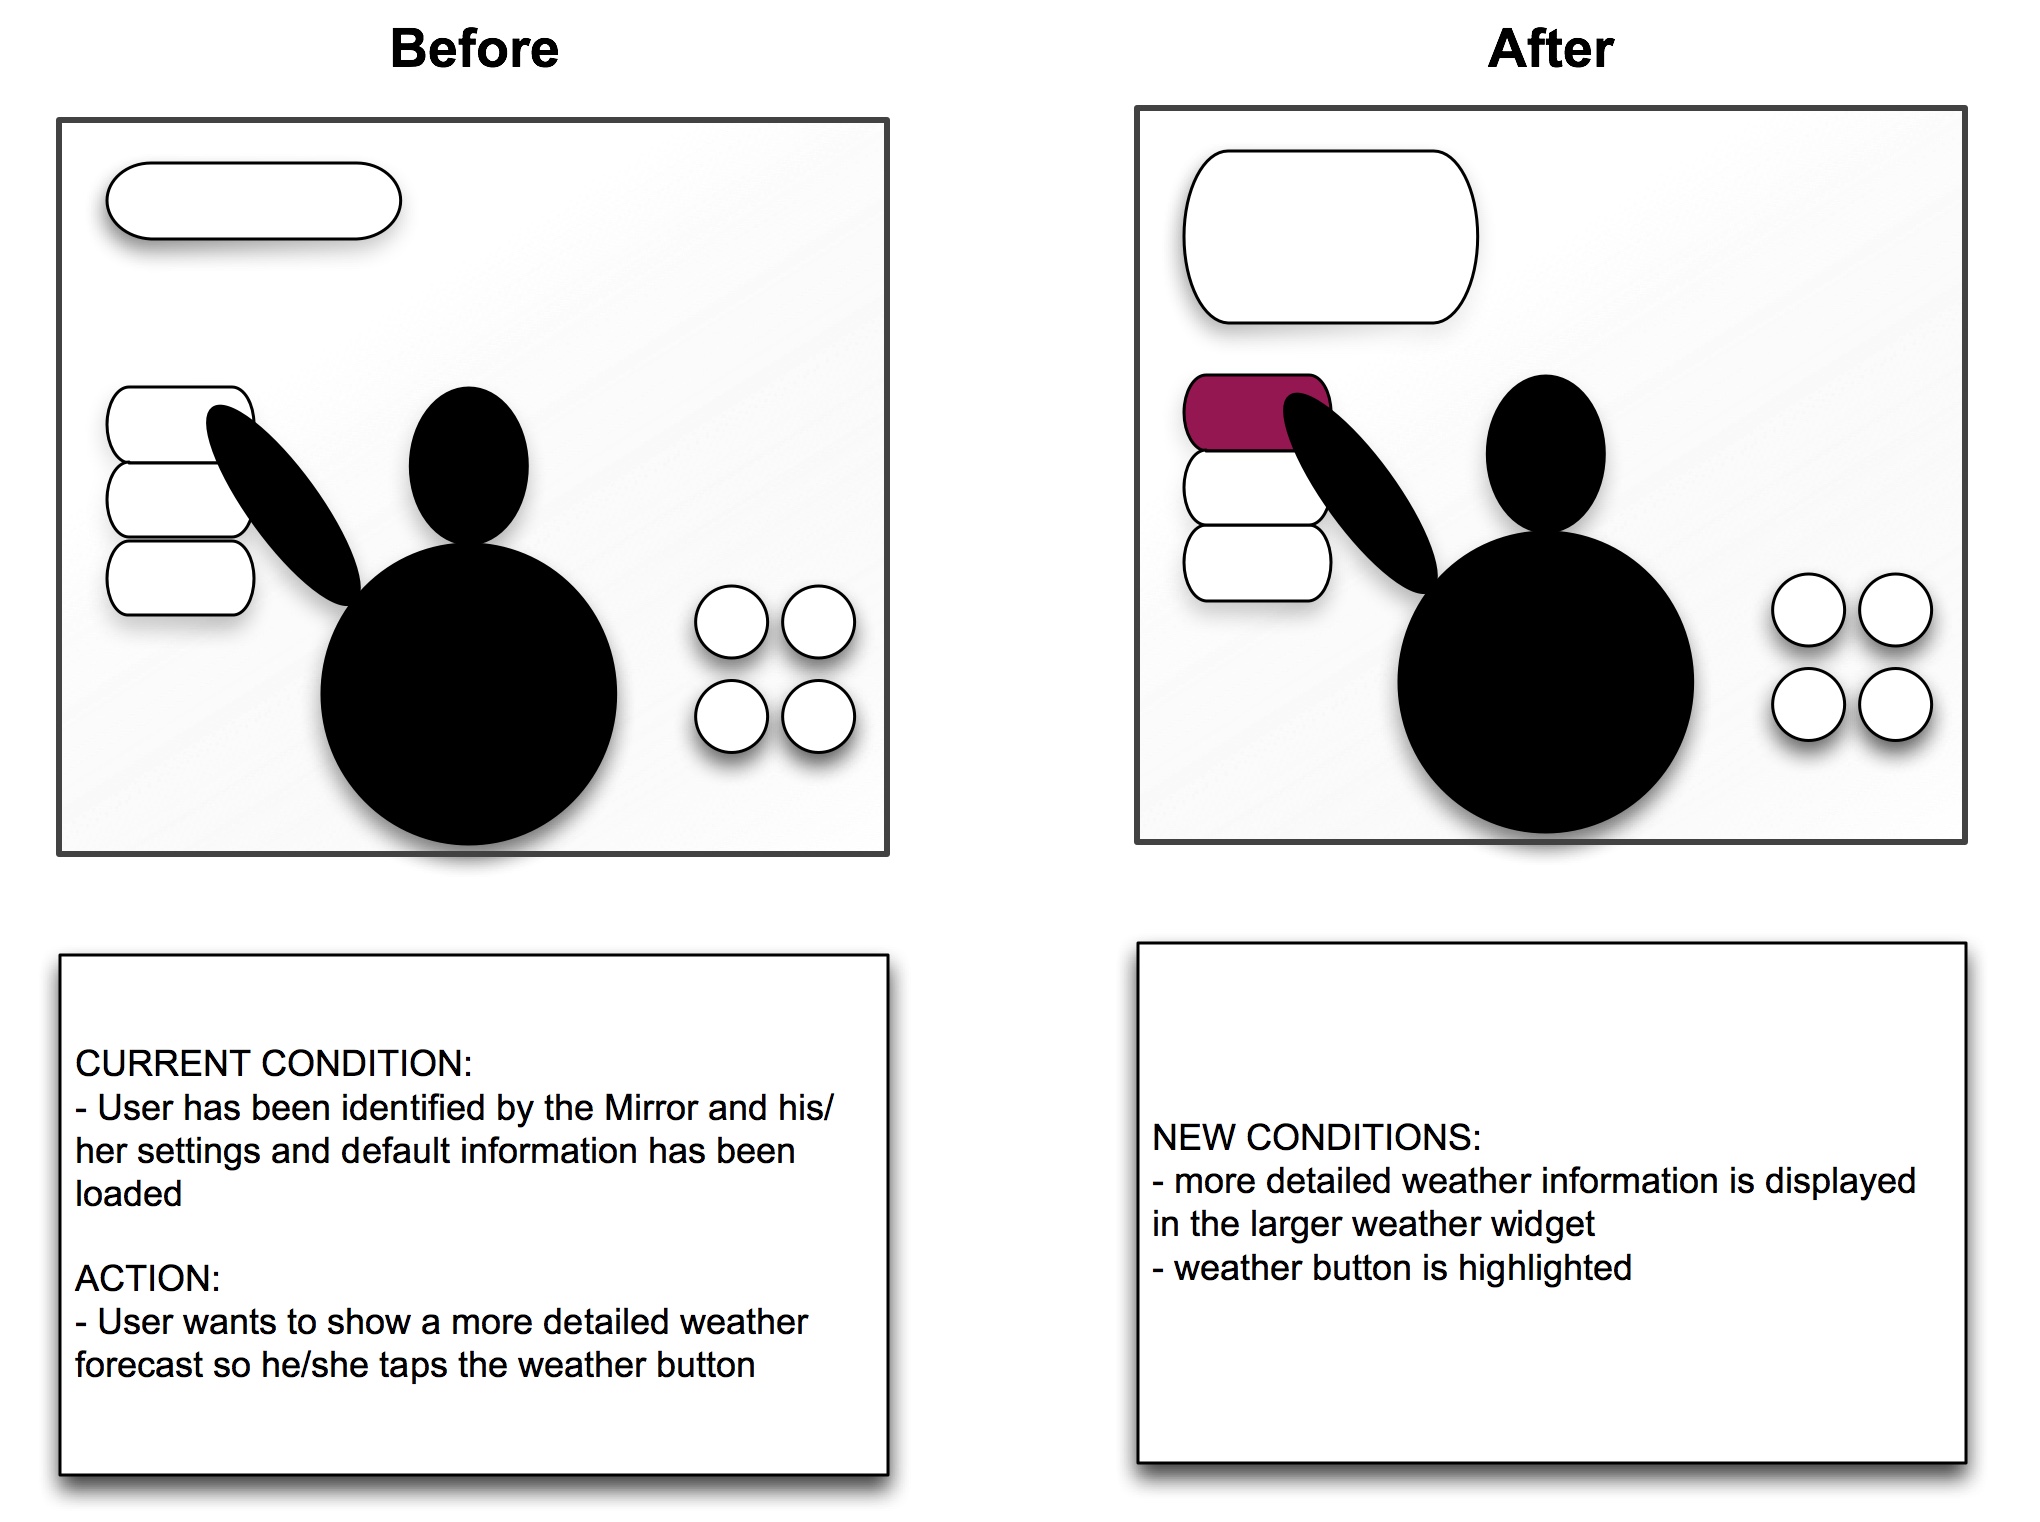 Before
After
CURRENT CONDITION:
- User has been identified by the Mirror and his/
her settings and default information has been
loaded
ACTION:
- User wants to show a more detailed weather
forecast so he/she taps the weather button
NEW CONDITIONS:
- more detailed weather information is displayed
in the larger weather widget
- weather button is highlighted